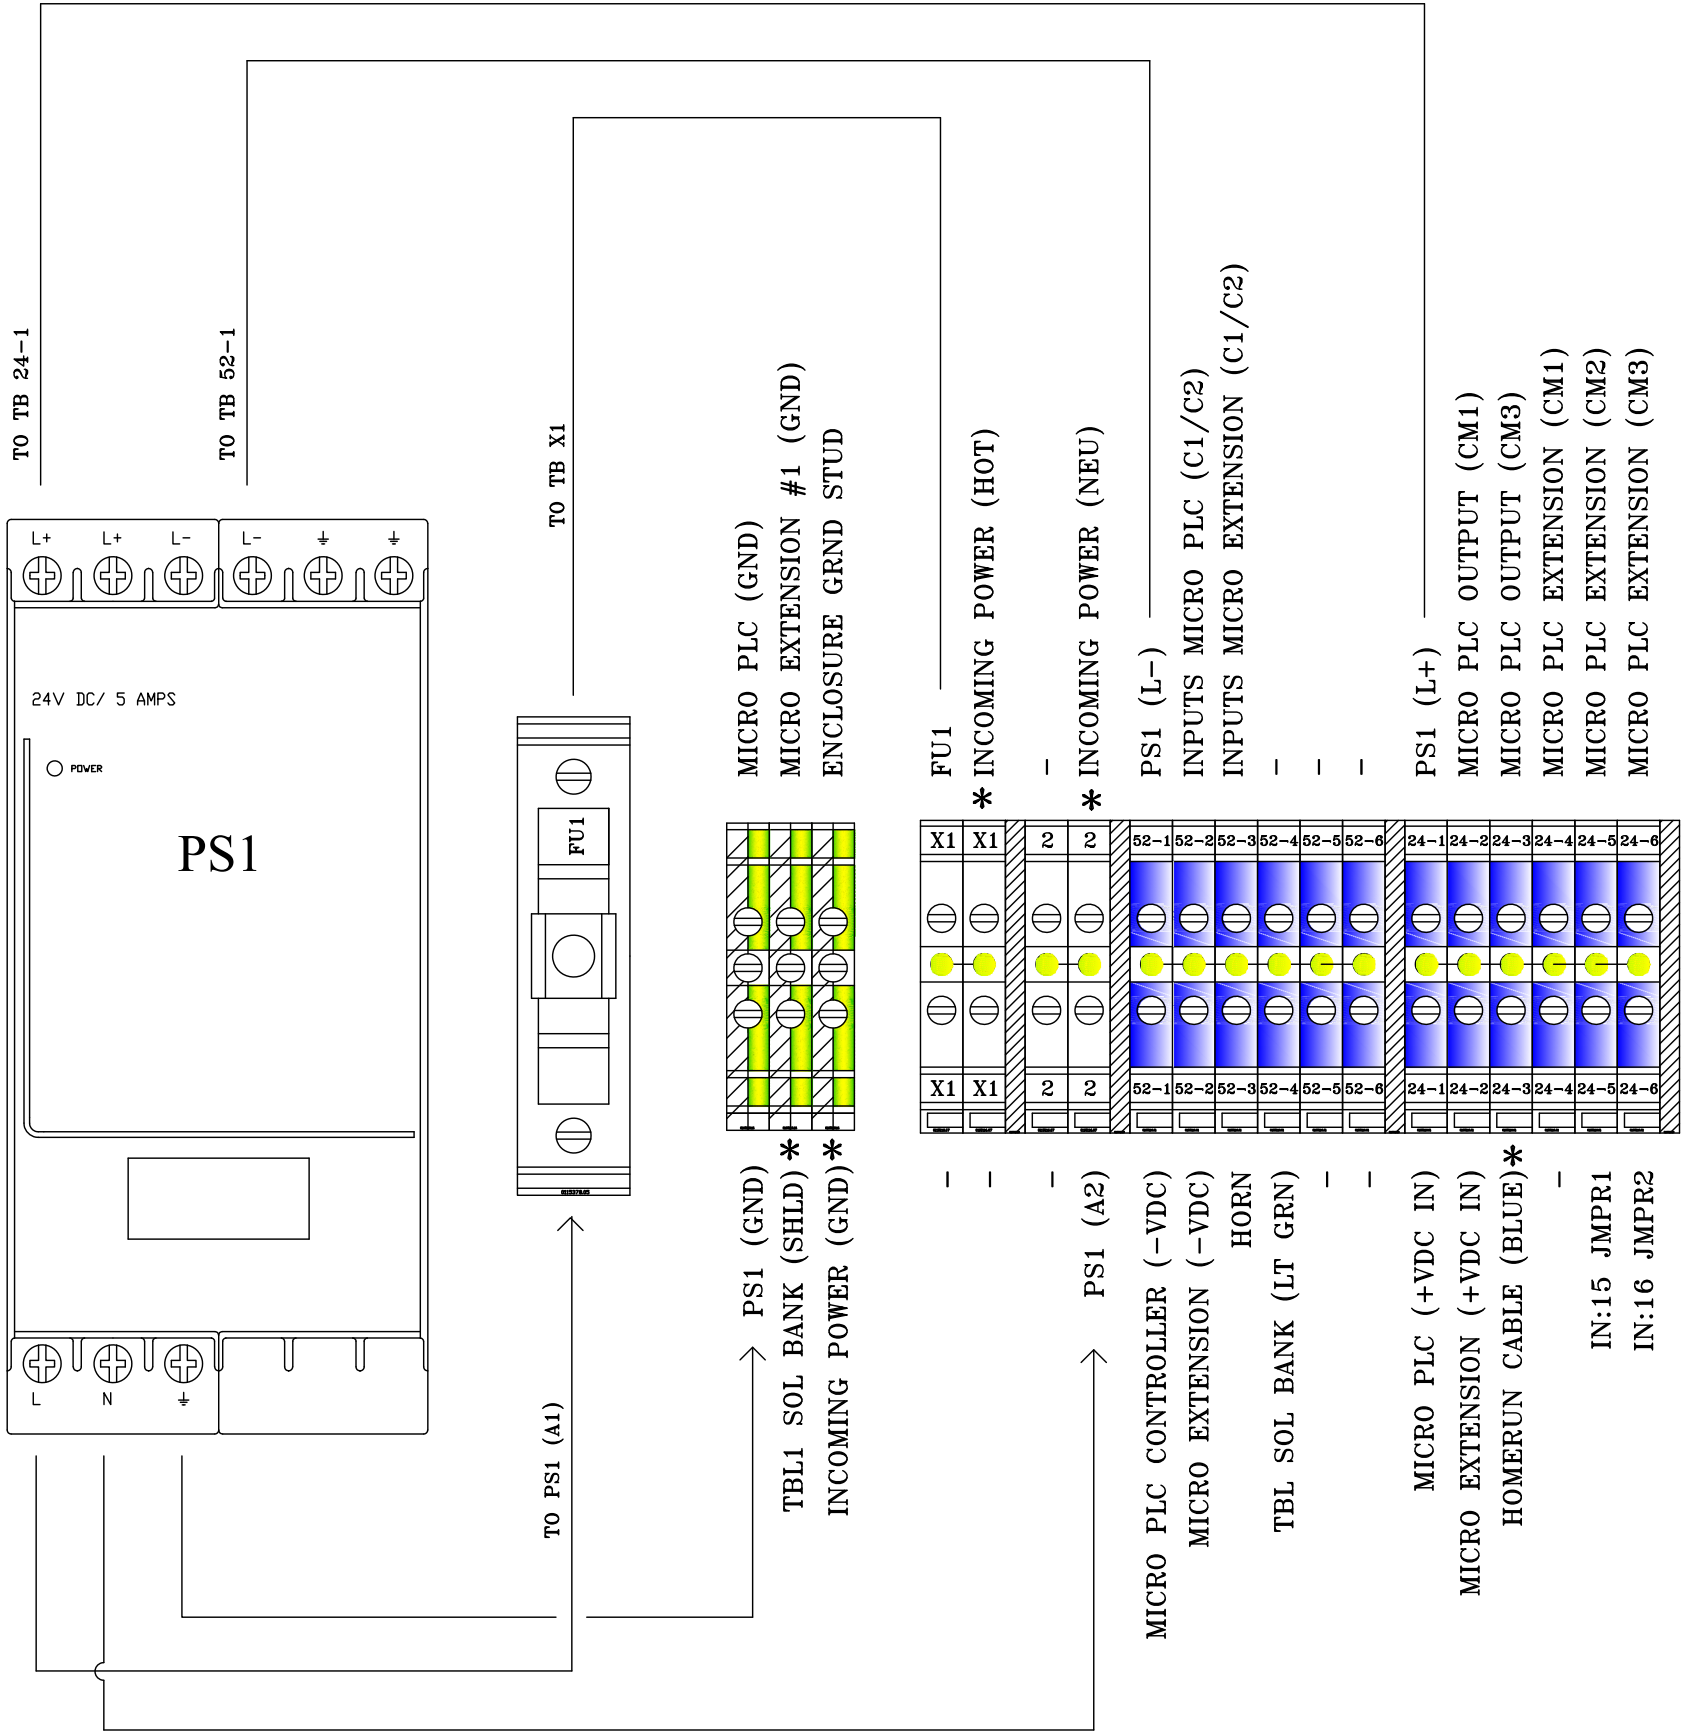 TO TB 24-1
TO TB 52-1
TO TB X1
L+
L+
L-
L-
24V DC/ 5 AMPS
POWER
PS1
L
N
FU1
TO PS1 (A1)
MICRO PLC (GND)
MICRO EXTENSION #1 (GND)
ENCLOSURE GRND STUD
PS1 (GND)
TBL1 SOL BANK (SHLD)*
INCOMING POWER (GND)*
FU1
*INCOMING POWER (HOT)
-
*INCOMING POWER (NEU)
PS1 (L-)
INPUTS MICRO PLC (C1/C2)
INPUTS MICRO EXTENSION (C1/C2)
-
-
-
PS1 (L+)
MICRO PLC OUTPUT (CM1)
MICRO PLC OUTPUT (CM3)
MICRO PLC EXTENSION (CM1)
MICRO PLC EXTENSION (CM2)
MICRO PLC EXTENSION (CM3)
X1 X1 2 2 52-1 52-2 52-3 52-4 52-5 52-6 24-1 24-2 24-3 24-4 24-5 24-6
X1 X1 2 2 52-1 52-2 52-3 52-4 52-5 52-6 24-1 24-2 24-3 24-4 24-5 24-6
-
-
-
PS1 (A2)
MICRO PLC CONTROLLER (-VDC)
MICRO EXTENSION (-VDC)
HORN
TBL SOL BANK (LT GRN)
-
-
MICRO PLC (+VDC IN)
MICRO EXTENSION (+VDC IN)
HOMERUN CABLE (BLUE)*
-
IN:15 JMPR1
IN:16 JMPR2